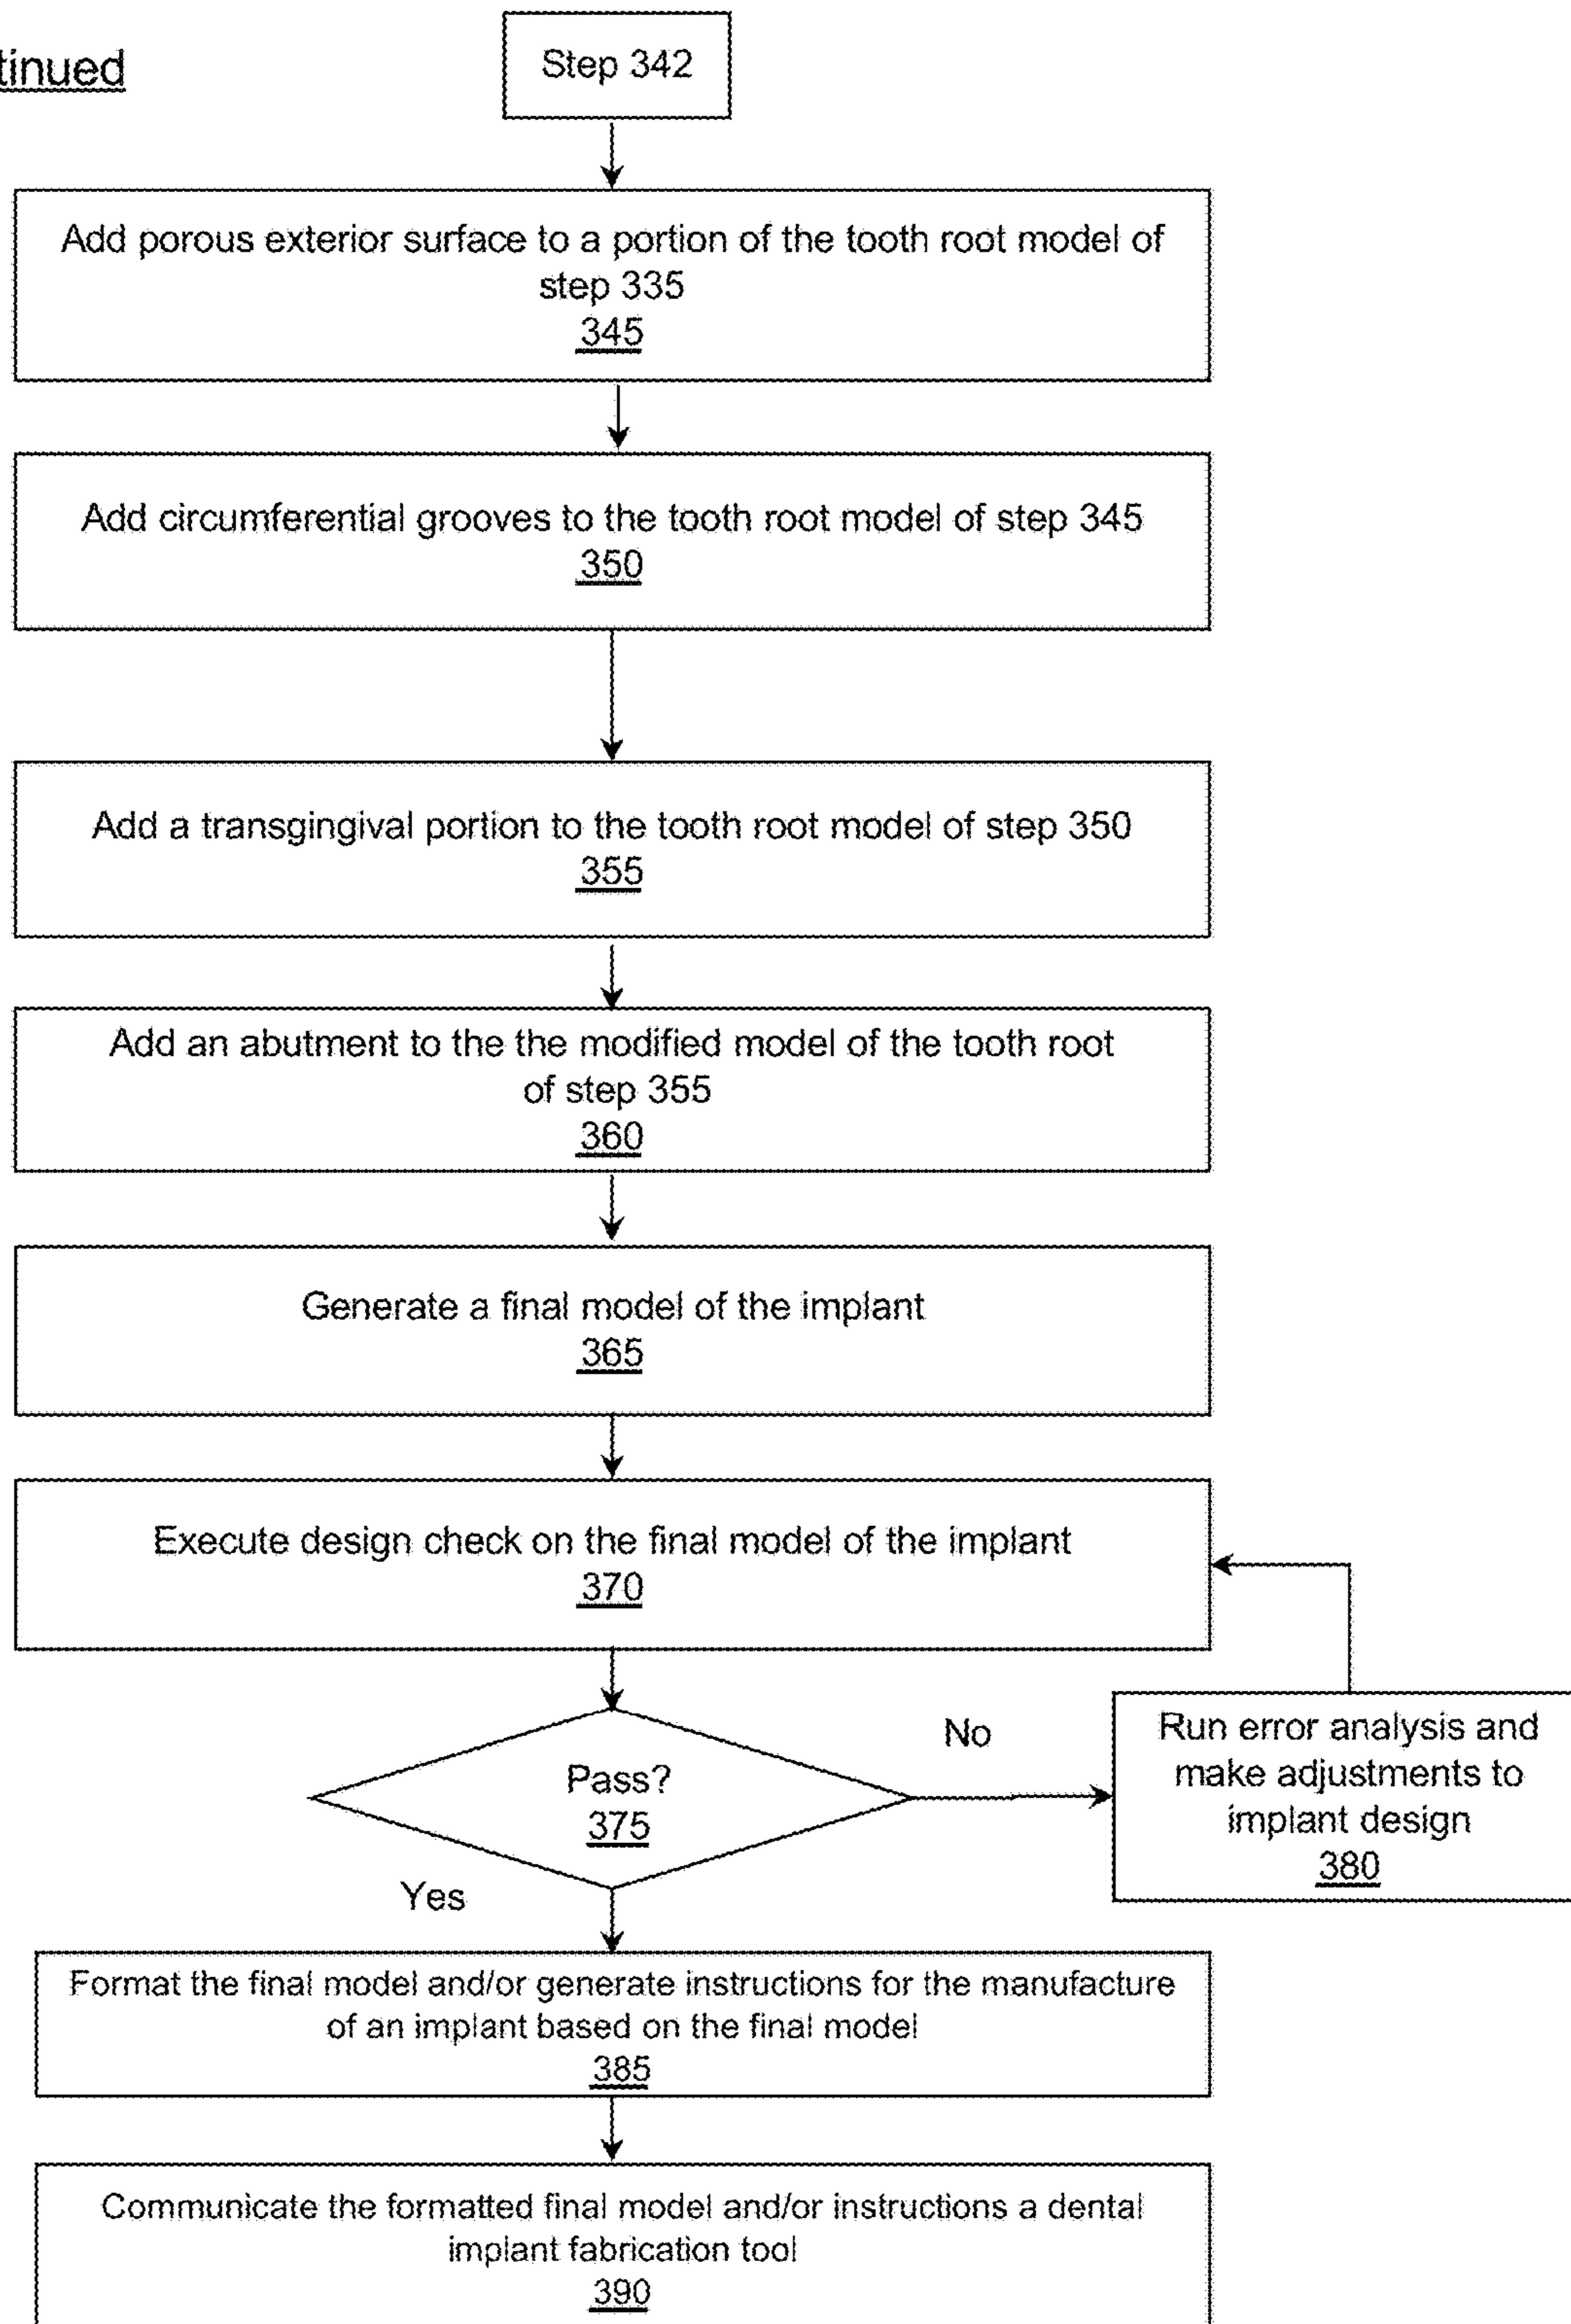 tinued
Step 342
Add porous exterior surface to a portion of the tooth root model of
step 335
345
Add circumferential grooves to the tooth root model of step 345
350
Add a transgingival portion to the tooth root model of step 350
355
Add an abutment to the the modified model of the tooth root
of step 355
360
Generate a final model of the implant
365
Execute design check on the final model of the implant
370
Pass?
375
No
Run error analysis and
make adjustments to
implant design
380
Yes
Format the final model and/or generate instructions for the manufacture
of an implant based on the final model
385
Communicate the formatted final model and/or instructions a dental
implant fabrication tool
390